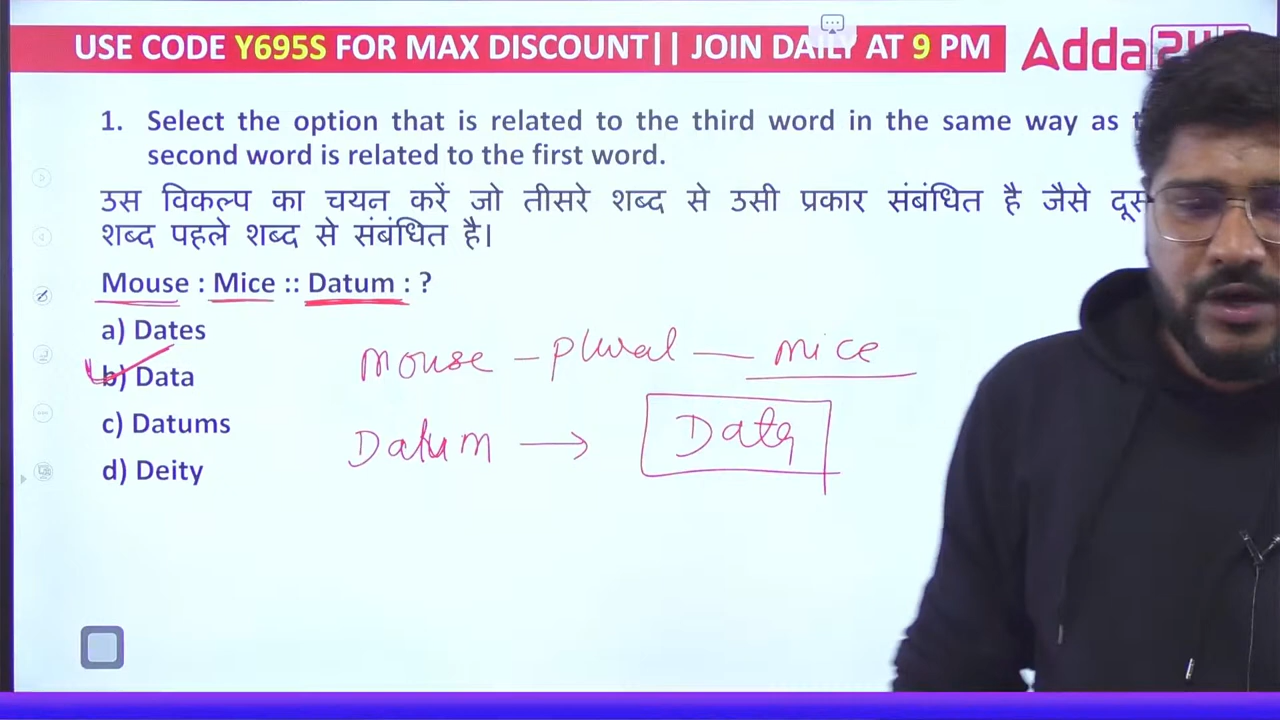 USE CODE Y695S FOR MAX DISCOUNT|| JOIN DAILY AT 9 PM
Adda
1. Select the option that is related to the third word in the same way as
second word is related to the first word.
उस विकल्प का चयन करें जो तीसरे शब्द से उसी प्रकार संबंधित है जैसे
शब्द पहले शब्द से संबंधित है।
Mouse : Mice :: Datum : ?
a) Dates
b) Data
c) Datums
d) Deity
Mouse – plural — mice
Datum → Data